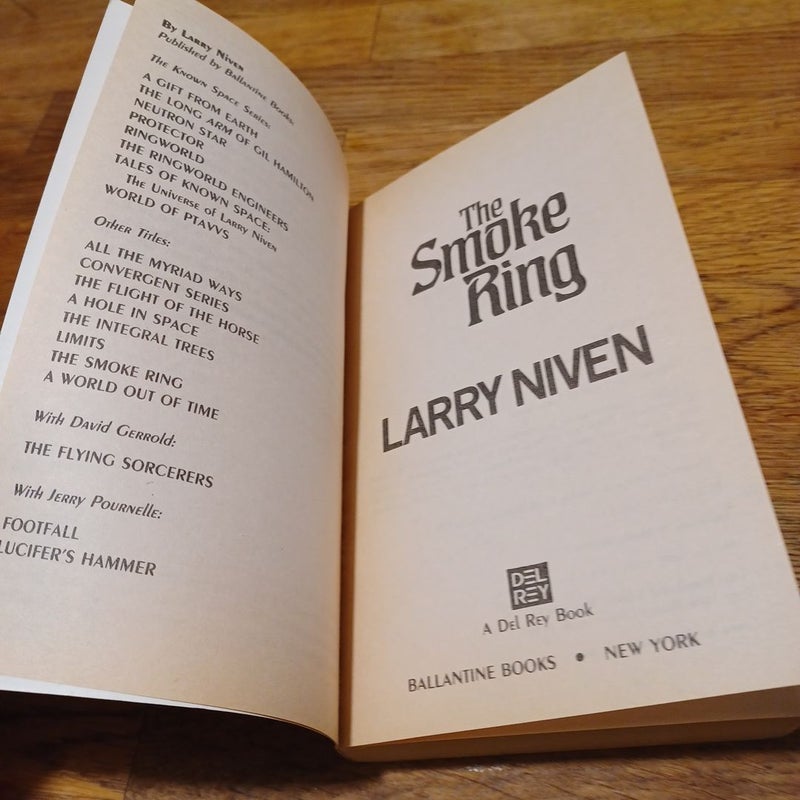 By Larry Niven
Published by Ballantine Books:
The Known Space Series:
A GIFT FROM EARTH
THE LONG ARM OF GIL HAMILTON
NEUTRON STAR
PROTECTOR
RINGWORLD
THE RINGWORLD ENGINEERS
TALES OF KNOWN SPACE:
The Universe of Larry Niven
WORLD OF PTAVVS
Other Titles:
ALL THE MYRIAD WAYS
CONVERGENT SERIES
THE FLIGHT OF THE HORSE
A HOLE IN SPACE
THE INTEGRAL TREES
LIMITS
THE SMOKE RING
A WORLD OUT OF TIME
With David Gerrold:
THE FLYING SORCERERS
With Jerry Pournelle:
FOOTFALL
LUCIFER'S HAMMER
The
Smoke
Ring
LARRY NIVEN
DEL
REY
A Del Rey Book
BALLANTINE BOOKS • NEW YORK